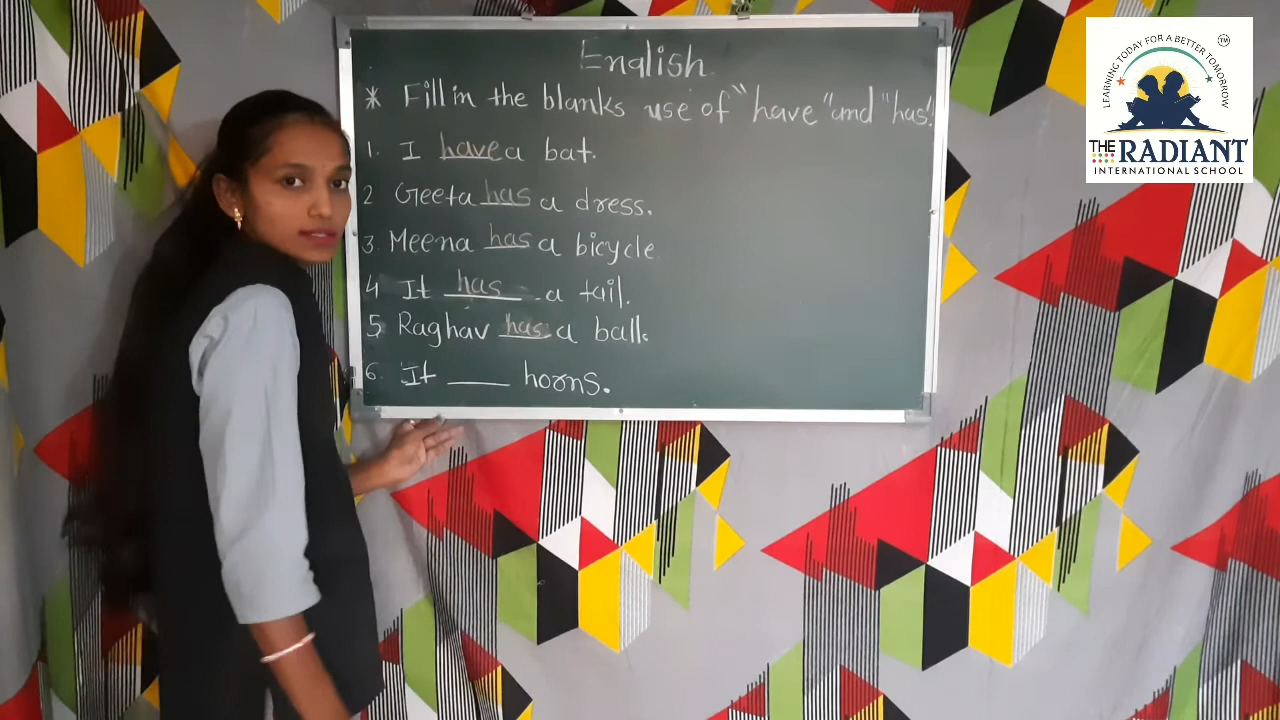 English
* Fill in the blanks use of "have" and "has".
1. I have a bat.
2 Geeta has a dress.
3. Meena has a bicycle
4 It has a tail.
5 Raghav has a ball.
6. It ____ horns.
LEARNING TODAY FOR A BETTER TOMORROW
TM
THE RADIANT
INTERNATIONAL SCHOOL